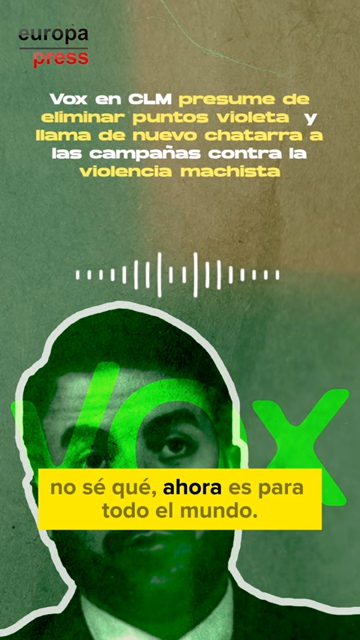 europa
press
Vox en CLM presume de
eliminar puntos violeta y
llama de nuevo chatarra a
las campañas contra la
violencia machista
VOX
no sé qué, ahora es para
todo el mundo.